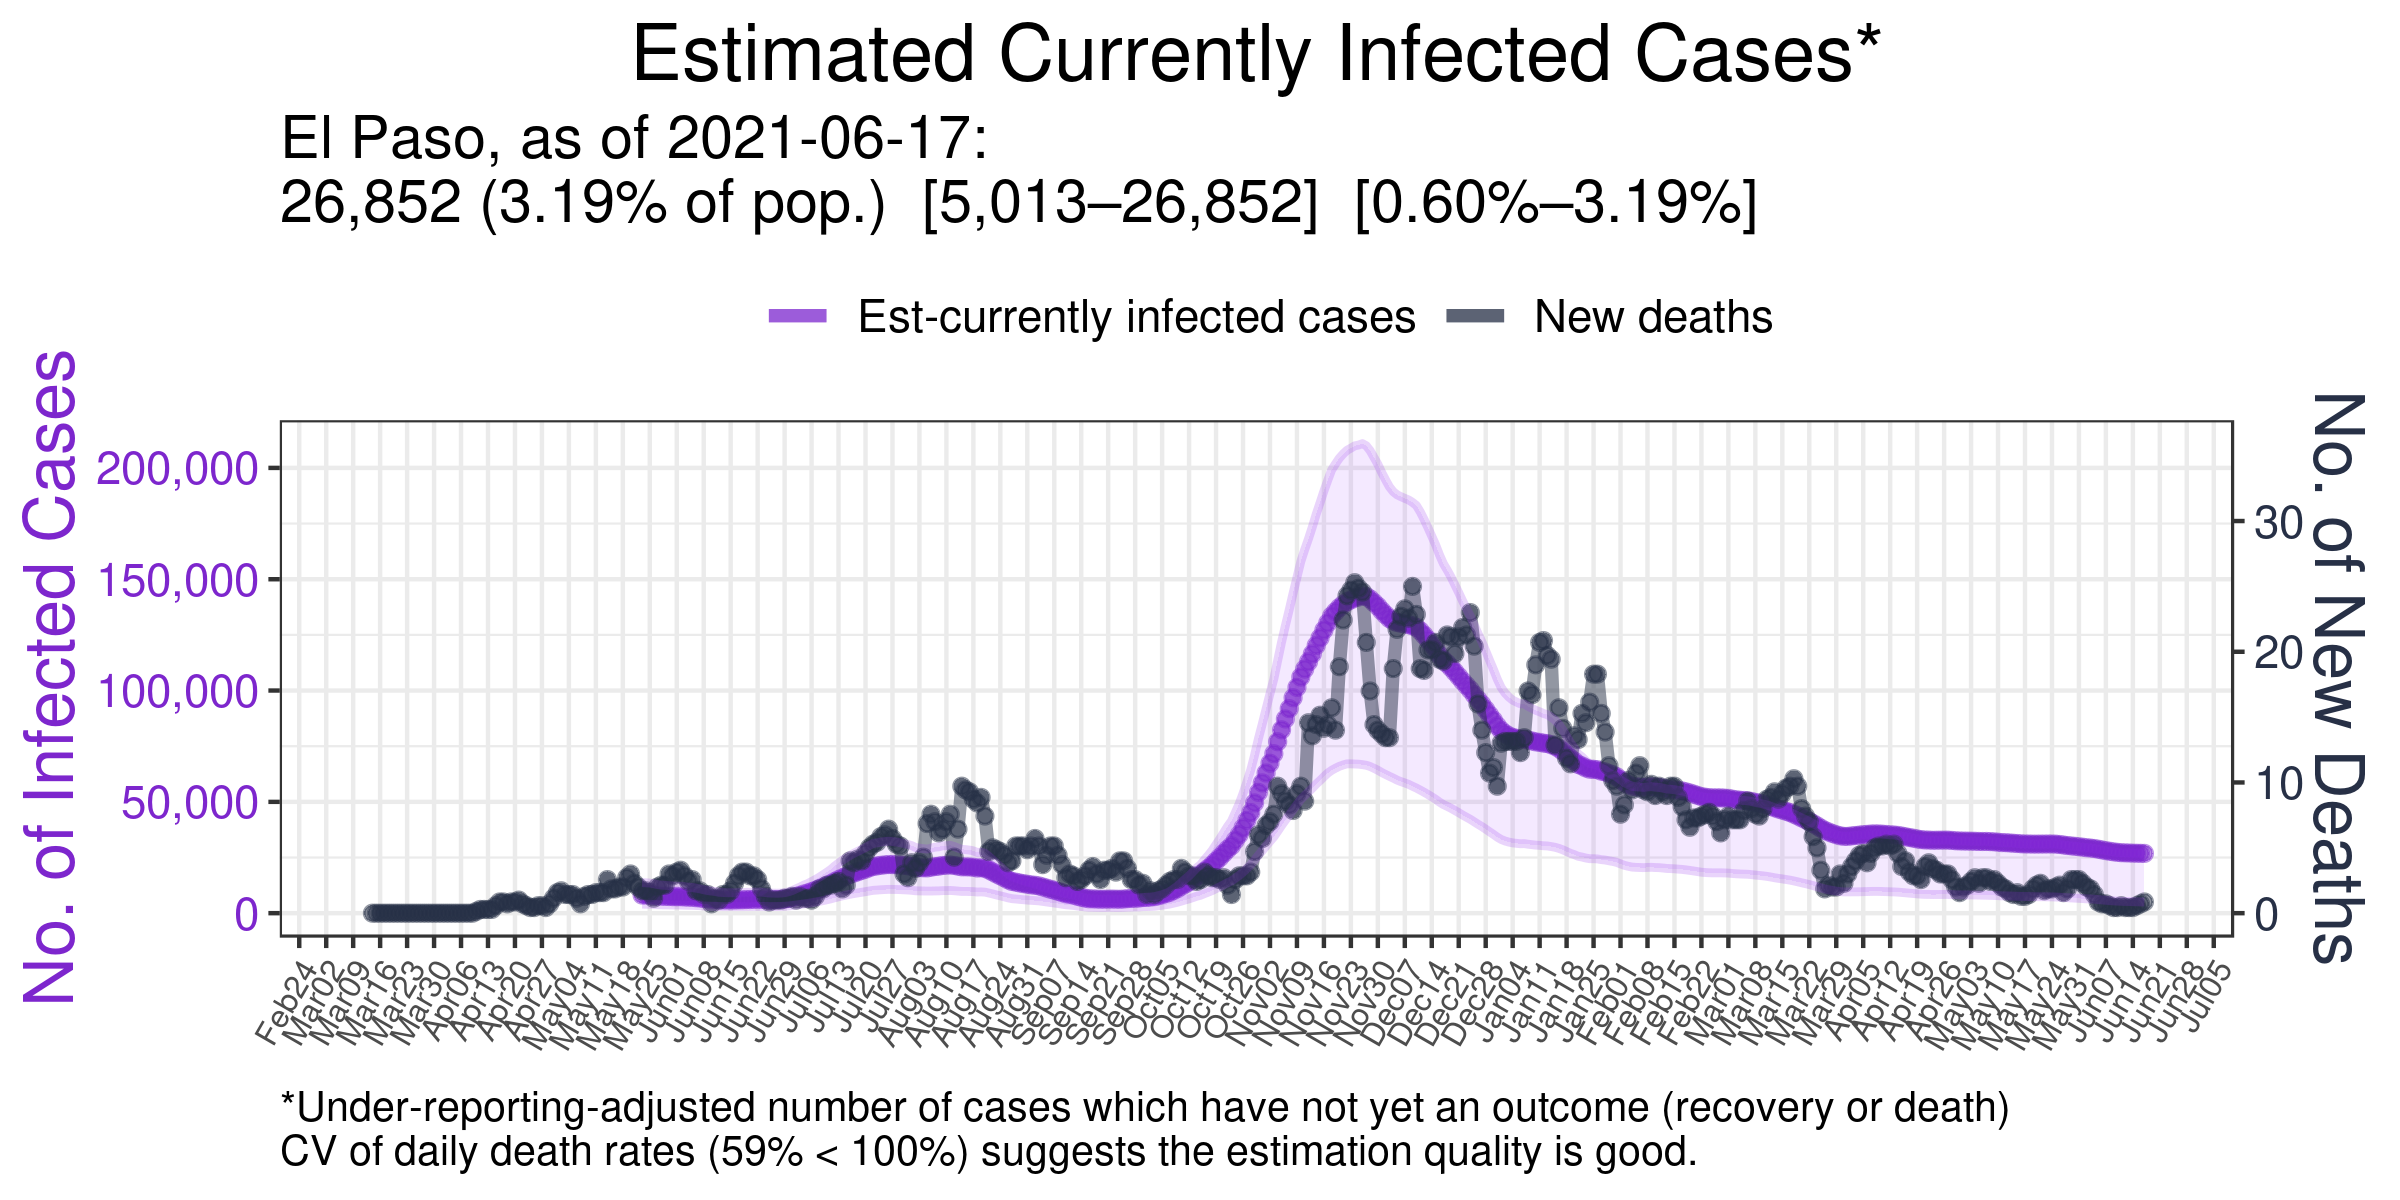 Estimated Currently Infected Cases*
El Paso, as of 2021-06-17:
26,852 (3.19% of pop.) [5,013–26,852] [0.60%–3.19%]
Est-currently infected cases
New deaths
No. of Infected Cases
200,000
150,000
100,000
50,000
0
30
20
10
0
No. of New Deaths
Feb24
Mar02
Mar09
Mar16
Mar23
Mar30
Apr06
Apr13
Apr20
Apr27
May04
May11
May18
May25
Jun01
Jun08
Jun15
Jun22
Jun29
Jul06
Jul13
Jul20
Jul27
Aug03
Aug10
Aug17
Aug24
Aug31
Sep07
Sep14
Sep21
Sep28
Oct05
Oct12
Oct19
Oct26
Nov02
Nov09
Nov16
Nov23
Nov30
Dec07
Dec14
Dec21
Dec28
Jan04
Jan11
Jan18
Jan25
Feb01
Feb08
Feb15
Feb22
Mar01
Mar08
Mar15
Mar22
Mar29
Apr05
Apr12
Apr19
Apr26
May03
May10
May17
May24
May31
Jun07
Jun14
Jun21
Jun28
Jul05
*Under-reporting-adjusted number of cases which have not yet an outcome (recovery or death)
CV of daily death rates (59% < 100%) suggests the estimation quality is good.